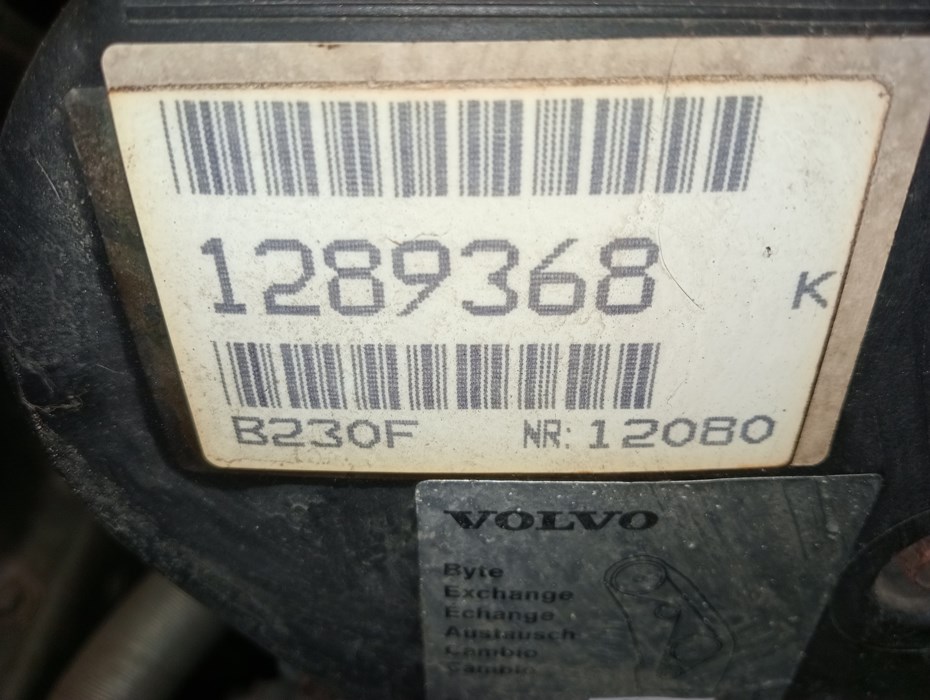 1289368
K
B230F NR: 12080
VOLVO
Byte
Exchange
Echange
Austausch
Cambio